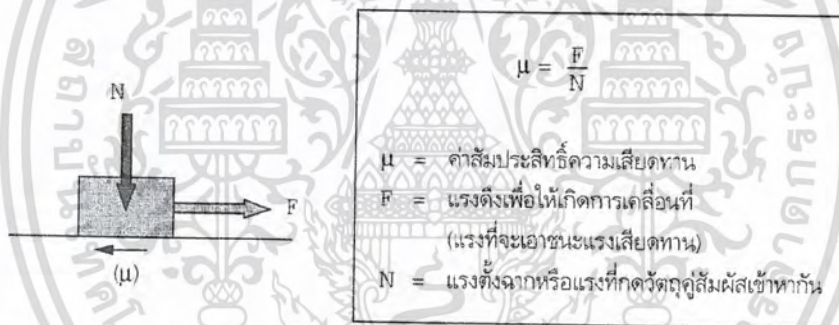 N
F
(μ)
μ = F/N
μ = ค่าสัมประสิทธิ์ความเสียดทาน
F = แรงดึงเพื่อให้เกิดการเคลื่อนที่
(แรงที่จะเอาชนะแรงเสียดทาน)
N = แรงตั้งฉากหรือแรงที่กดวัตถุคู่สัมผัสเข้าหากัน